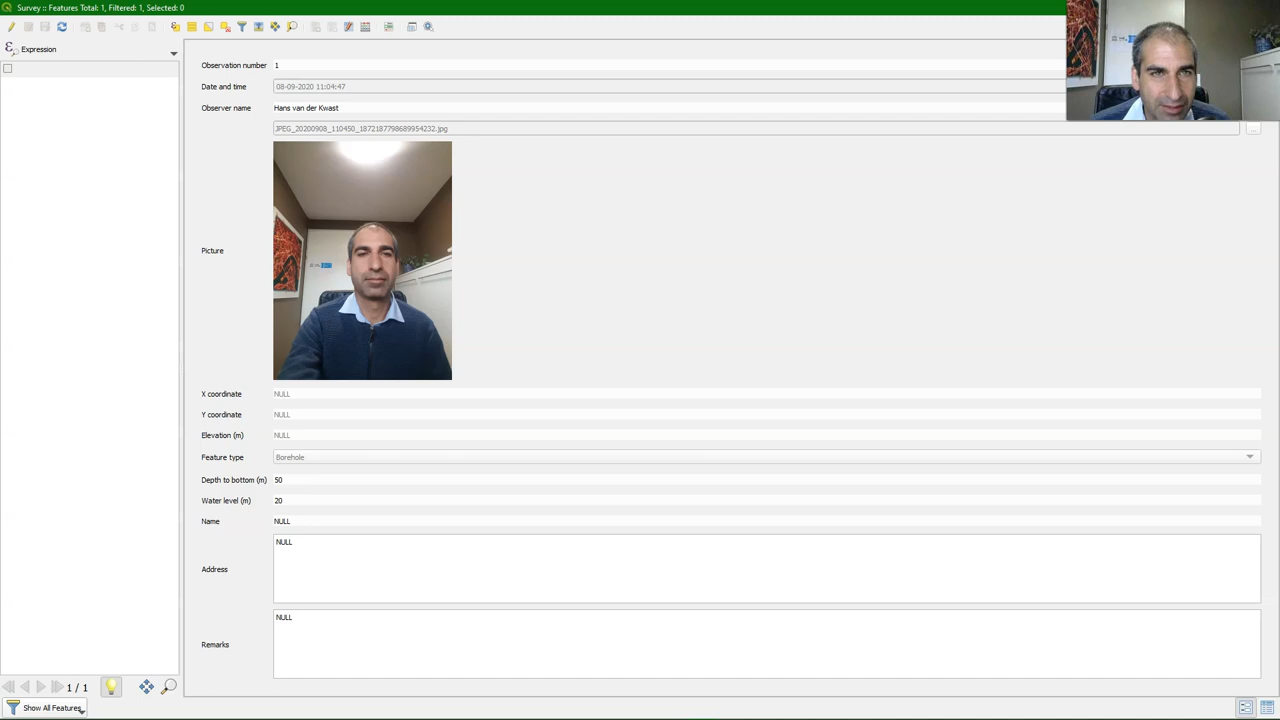 Survey :: Features Total: 1, Filtered: 1, Selected: 0
Expression
Observation number 1
Date and time 08-09-2020 11:04:47
Observer name Hans van der Kwast
JPEG_20200908_110450_1872187798689954232.jpg
...
Picture
X coordinate NULL
Y coordinate NULL
Elevation (m) NULL
Feature type Borehole
Depth to bottom (m) 50
Water level (m) 20
Name NULL
NULL
Address
NULL
Remarks
1 / 1
Show All Features